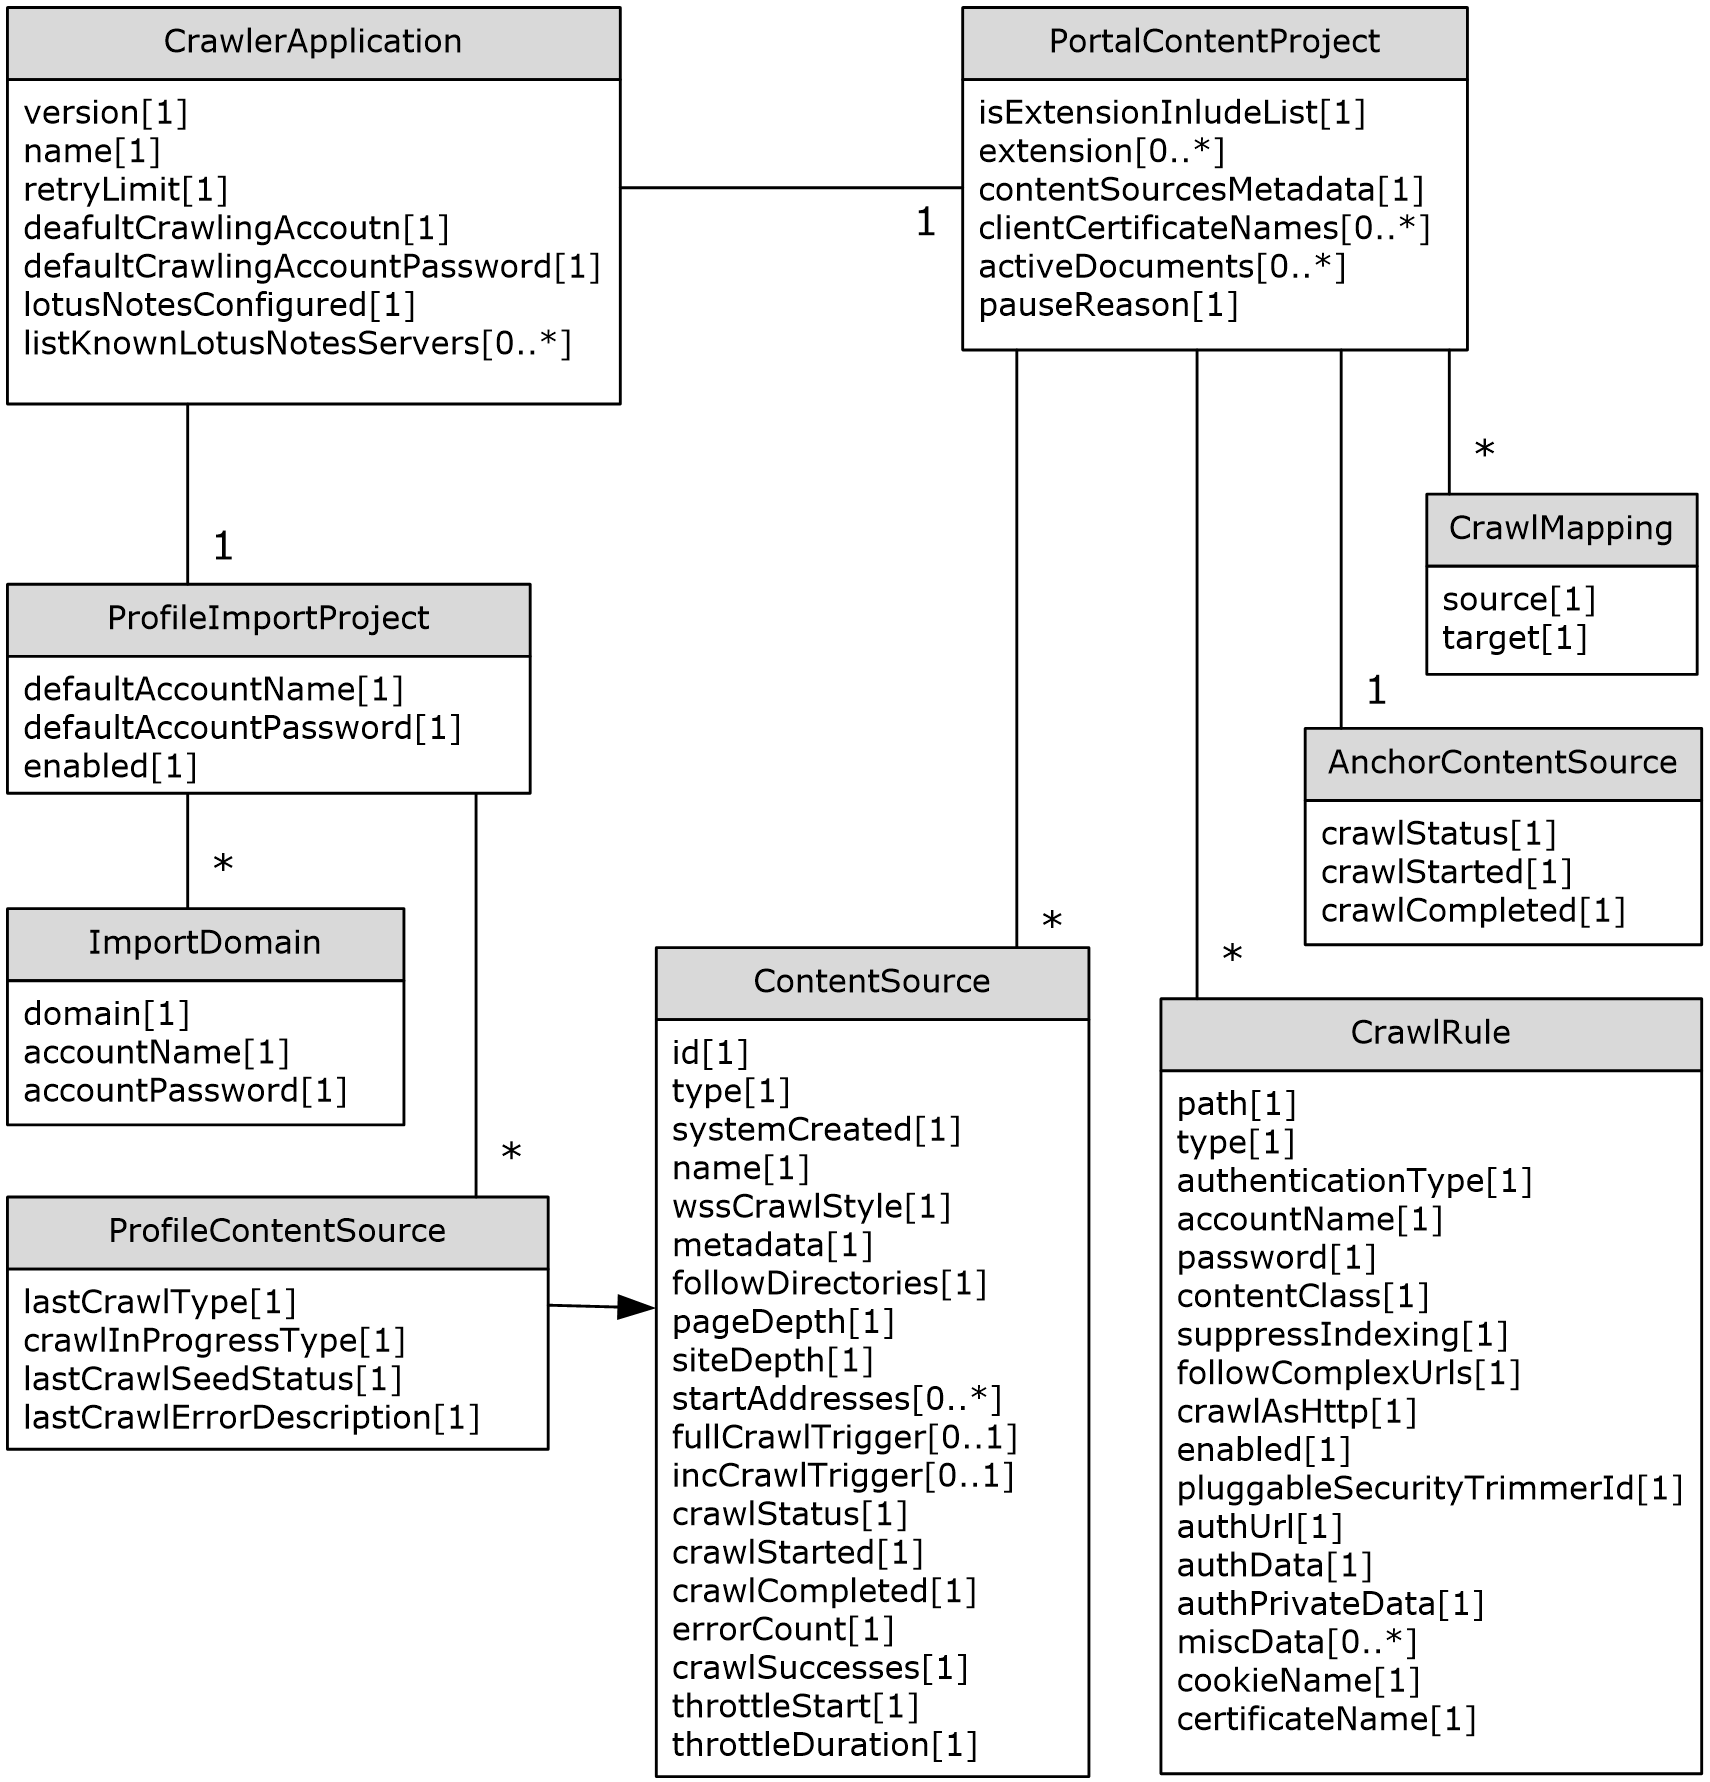 CrawlerApplication
version[1]
name[1]
retryLimit[1]
deafultCrawlingAccoutn[1]
defaultCrawlingAccountPassword[1]
lotusNotesConfigured[1]
listKnownLotusNotesServers[0..*]
1
PortalContentProject
isExtensionInludeList[1]
extension[0..*]
contentSourcesMetadata[1]
clientCertificateNames[0..*]
activeDocuments[0..*]
pauseReason[1]
*
CrawlMapping
source[1]
target[1]
1
ProfileImportProject
defaultAccountName[1]
defaultAccountPassword[1]
enabled[1]
1
AnchorContentSource
crawlStatus[1]
crawlStarted[1]
crawlCompleted[1]
*
ImportDomain
domain[1]
accountName[1]
accountPassword[1]
*
ProfileContentSource
lastCrawlType[1]
crawlInProgressType[1]
lastCrawlSeedStatus[1]
lastCrawlErrorDescription[1]
*
ContentSource
id[1]
type[1]
systemCreated[1]
name[1]
wssCrawlStyle[1]
metadata[1]
followDirectories[1]
pageDepth[1]
siteDepth[1]
startAddresses[0..*]
fullCrawlTrigger[0..1]
incCrawlTrigger[0..1]
crawlStatus[1]
crawlStarted[1]
crawlCompleted[1]
errorCount[1]
crawlSuccesses[1]
throttleStart[1]
throttleDuration[1]
*
CrawlRule
path[1]
type[1]
authenticationType[1]
accountName[1]
password[1]
contentClass[1]
suppressIndexing[1]
followComplexUrls[1]
crawlAsHttp[1]
enabled[1]
pluggableSecurityTrimmerId[1]
authUrl[1]
authData[1]
authPrivateData[1]
miscData[0..*]
cookieName[1]
certificateName[1]